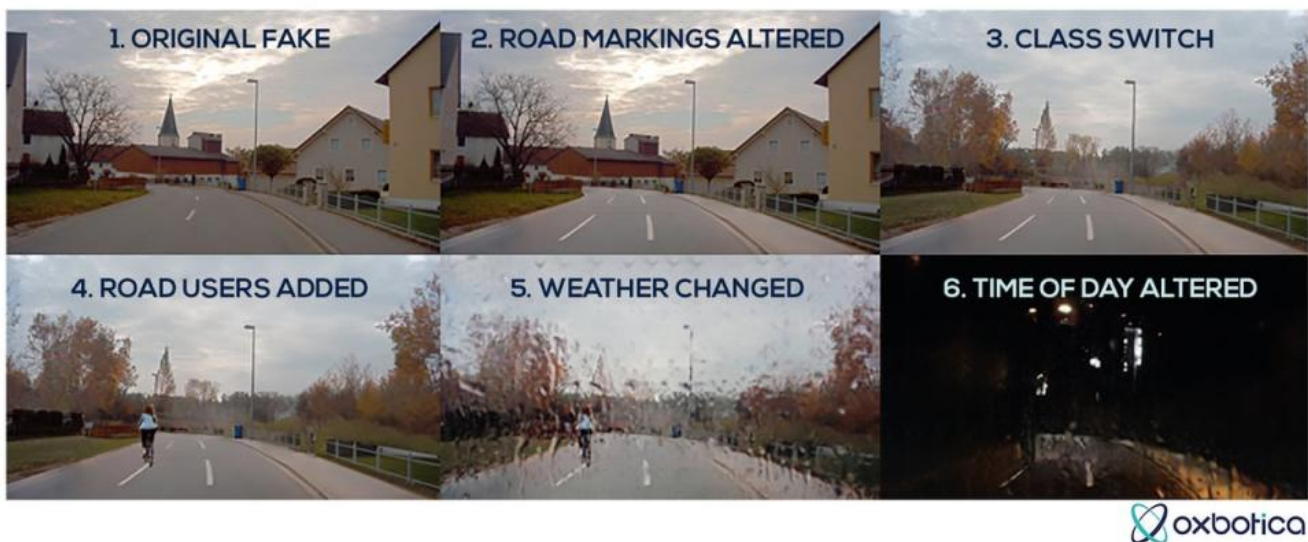 1. ORIGINAL FAKE
2. ROAD MARKINGS ALTERED
3. CLASS SWITCH
4. ROAD USERS ADDED
5. WEATHER CHANGED
6. TIME OF DAY ALTERED
oxbotica